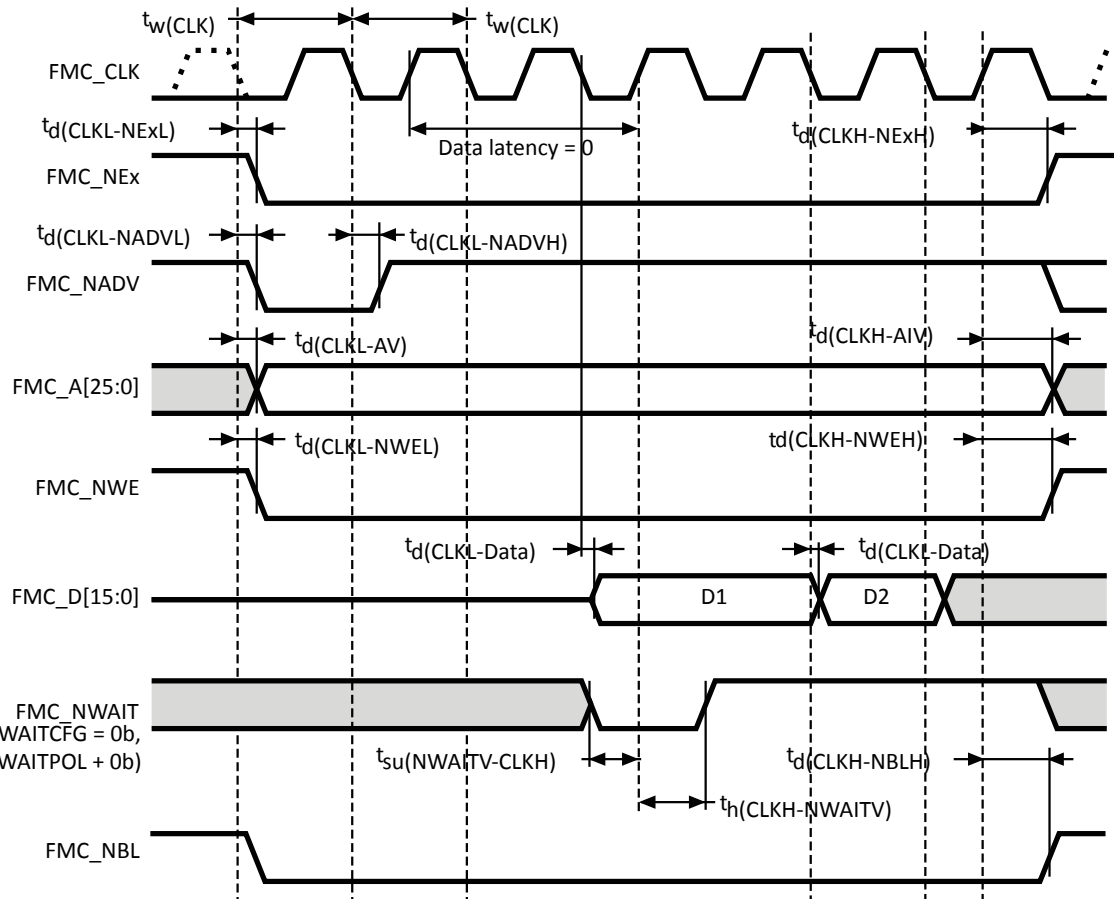 tw(CLK) tw(CLK)
FMC_CLK
td(CLKL-NExL) Data latency = 0 td(CLKH-NExH)
FMC_NEx
td(CLKL-NADVL) td(CLKL-NADVH)
FMC_NADV
td(CLKL-AV) td(CLKH-AIV)
FMC_A[25:0]
td(CLKL-NWEL) td(CLKH-NWEH)
FMC_NWE
td(CLKL-Data) td(CLKL-Data)
FMC_D[15:0] D1 D2
FMC_NWAIT
WAITCFG = 0b,
WAITPOL + 0b)
tsu(NWAITV-CLKH) td(CLKH-NBLH)
th(CLKH-NWAITV)
FMC_NBL